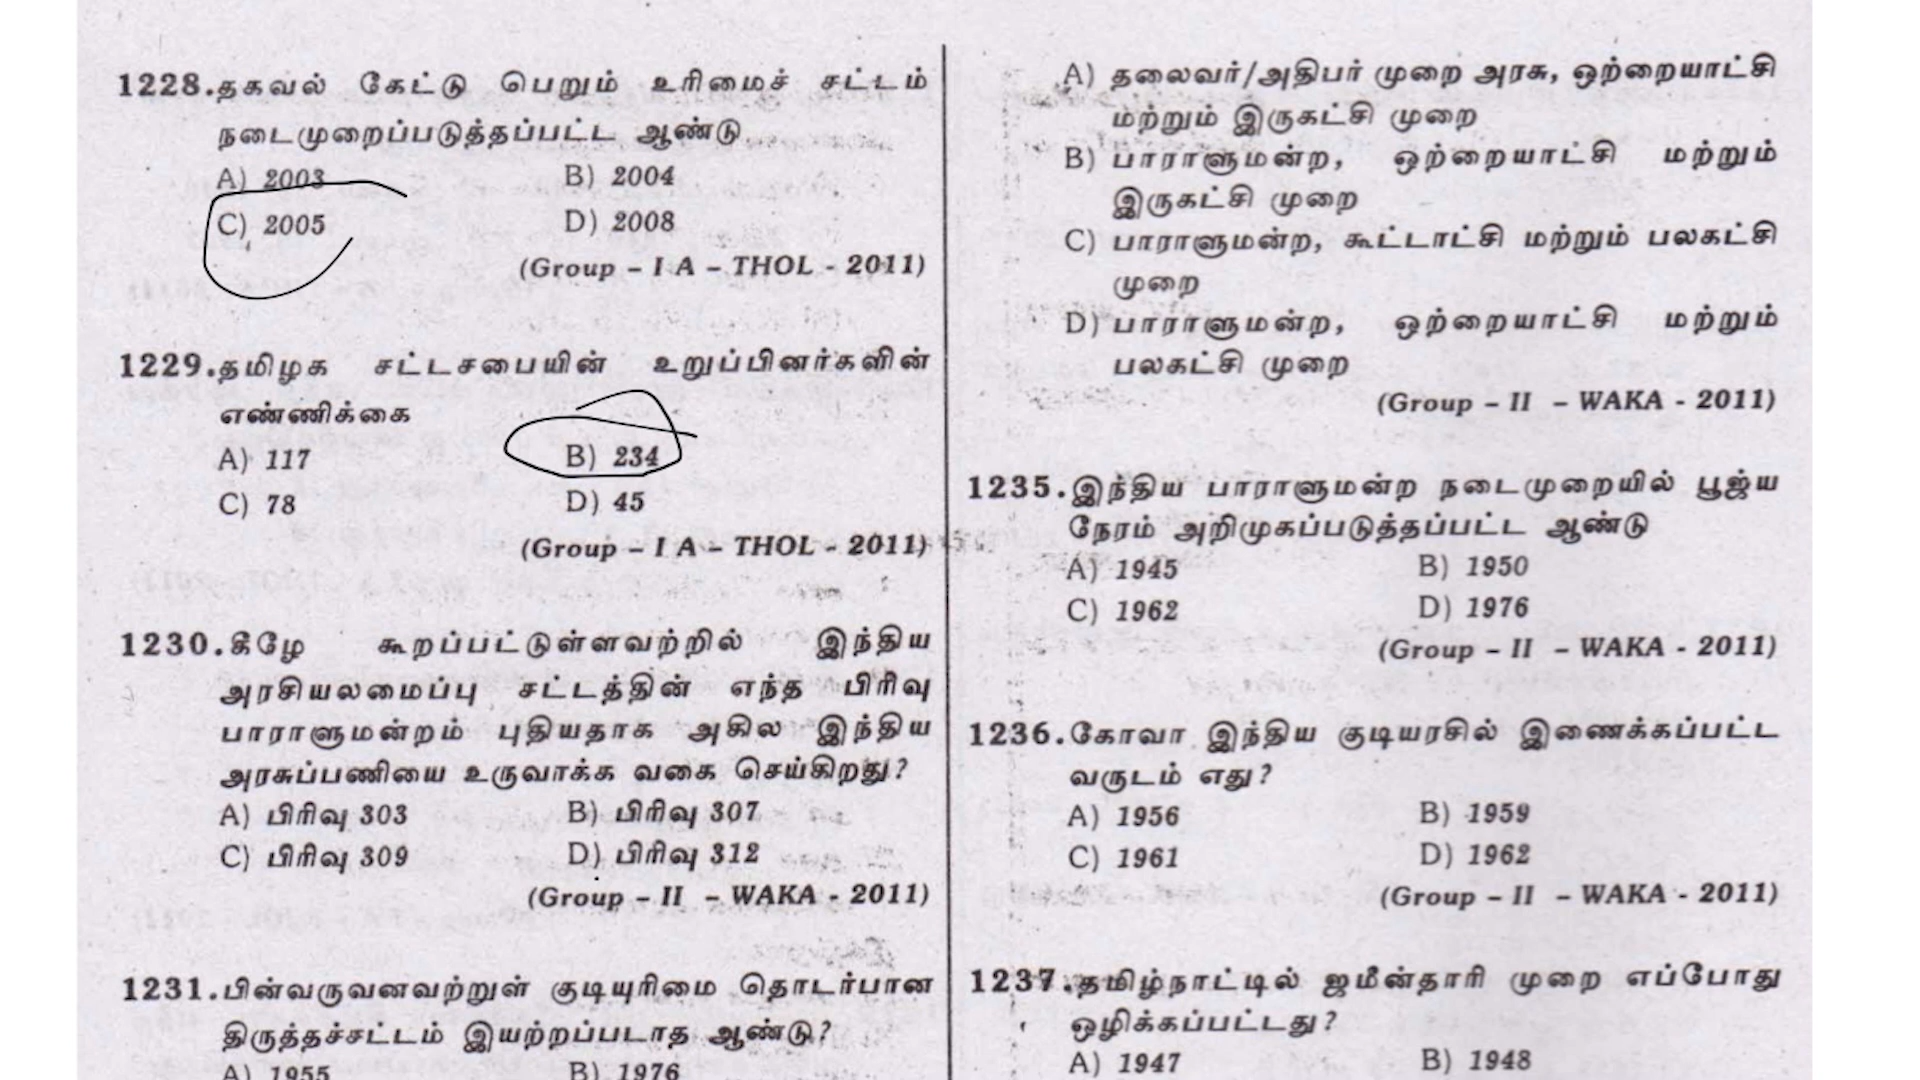 1228. தகவல் கேட்டு பெறும் உரிமைச் சட்டம்
நடைமுறைப்படுத்தப்பட்ட ஆண்டு
A) 2003 B) 2004
C) 2005 D) 2008
(Group – I A – THOL - 2011)
1229. தமிழக சட்டசபையின் உறுப்பினர்களின்
எண்ணிக்கை
A) 117 B) 234
C) 78 D) 45
(Group – I A – THOL - 2011)
1230. கீழே கூறப்பட்டுள்ளவற்றில் இந்திய
அரசியலமைப்பு சட்டத்தின் எந்த பிரிவு
பாராளுமன்றம் புதியதாக அகில இந்திய
அரசுப்பணியை உருவாக்க வகை செய்கிறது?
A) பிரிவு 303 B) பிரிவு 307
C) பிரிவு 309 D) பிரிவு 312
(Group – II – WAKA - 2011)
1231. பின்வருவனவற்றுள் குடியுரிமை தொடர்பான
திருத்தச்சட்டம் இயற்றப்படாத ஆண்டு?
A) 1955 B) 1976
A) தலைவர்/அதிபர் முறை அரசு, ஒற்றையாட்சி
மற்றும் இருகட்சி முறை
B) பாராளுமன்ற, ஒற்றையாட்சி மற்றும்
இருகட்சி முறை
C) பாராளுமன்ற, கூட்டாட்சி மற்றும் பலகட்சி
முறை
D) பாராளுமன்ற, ஒற்றையாட்சி மற்றும்
பலகட்சி முறை
(Group – II – WAKA - 2011)
1235. இந்திய பாராளுமன்ற நடைமுறையில் பூஜ்ய
நேரம் அறிமுகப்படுத்தப்பட்ட ஆண்டு
A) 1945 B) 1950
C) 1962 D) 1976
(Group – II – WAKA - 2011)
1236. கோவா இந்திய குடியரசில் இணைக்கப்பட்ட
வருடம் எது?
A) 1956 B) 1959
C) 1961 D) 1962
(Group – II – WAKA - 2011)
1237. தமிழ்நாட்டில் ஜமீன்தாரி முறை எப்போது
ஒழிக்கப்பட்டது?
A) 1947 B) 1948